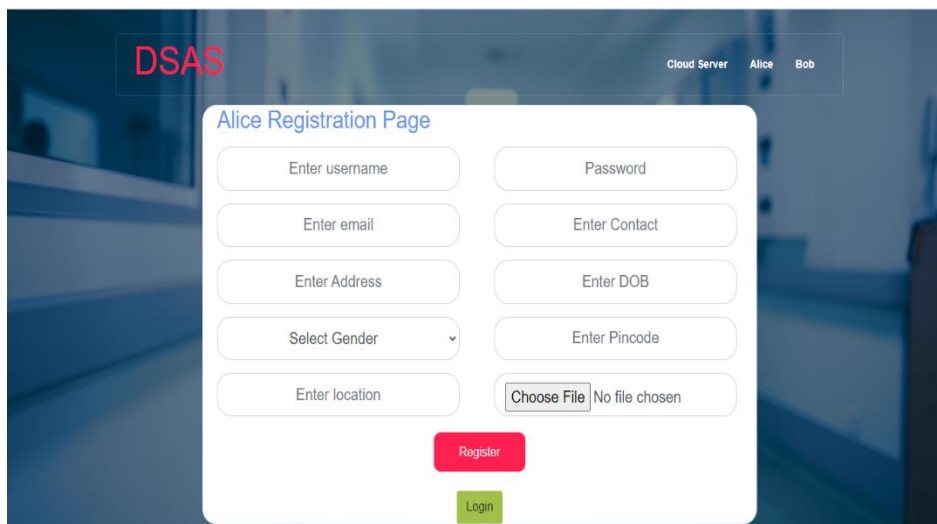 DSAS
Cloud Server Alice Bob
Alice Registration Page
Enter username Password
Enter email Enter Contact
Enter Address Enter DOB
Select Gender Enter Pincode
Enter location Choose File No file chosen
Register
Login